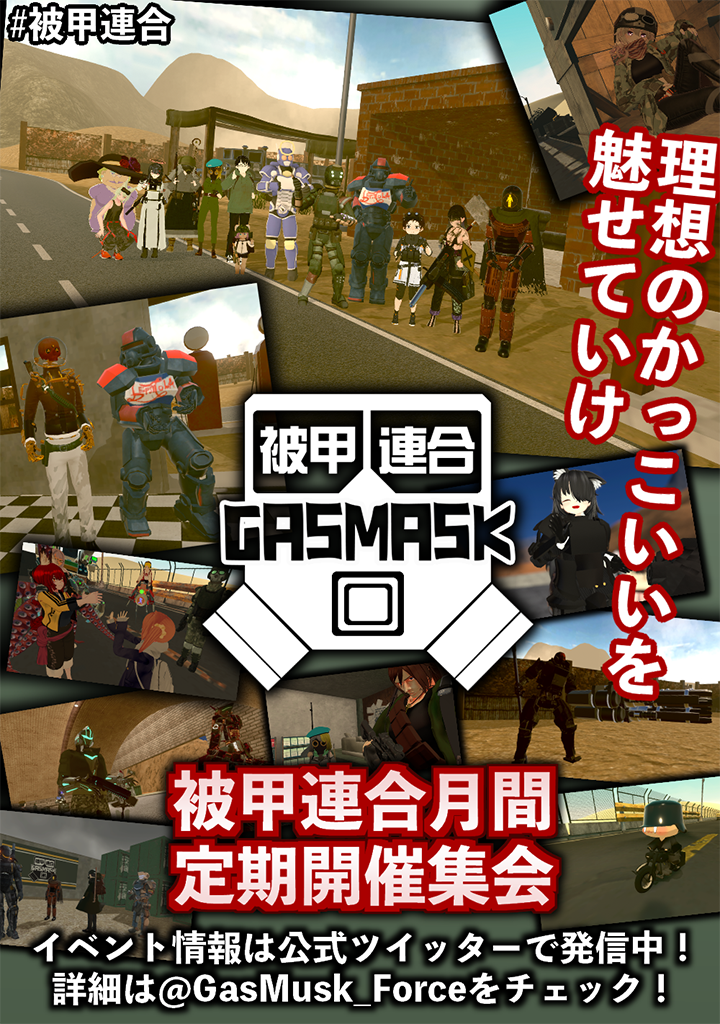 #被甲連合
理想のかっこいいを
魅せていけ
被甲 連合
GASMASK
被甲連合月間
定期開催集会
イベント情報は公式ツイッターで発信中！
詳細は@GasMusk_Forceをチェック！